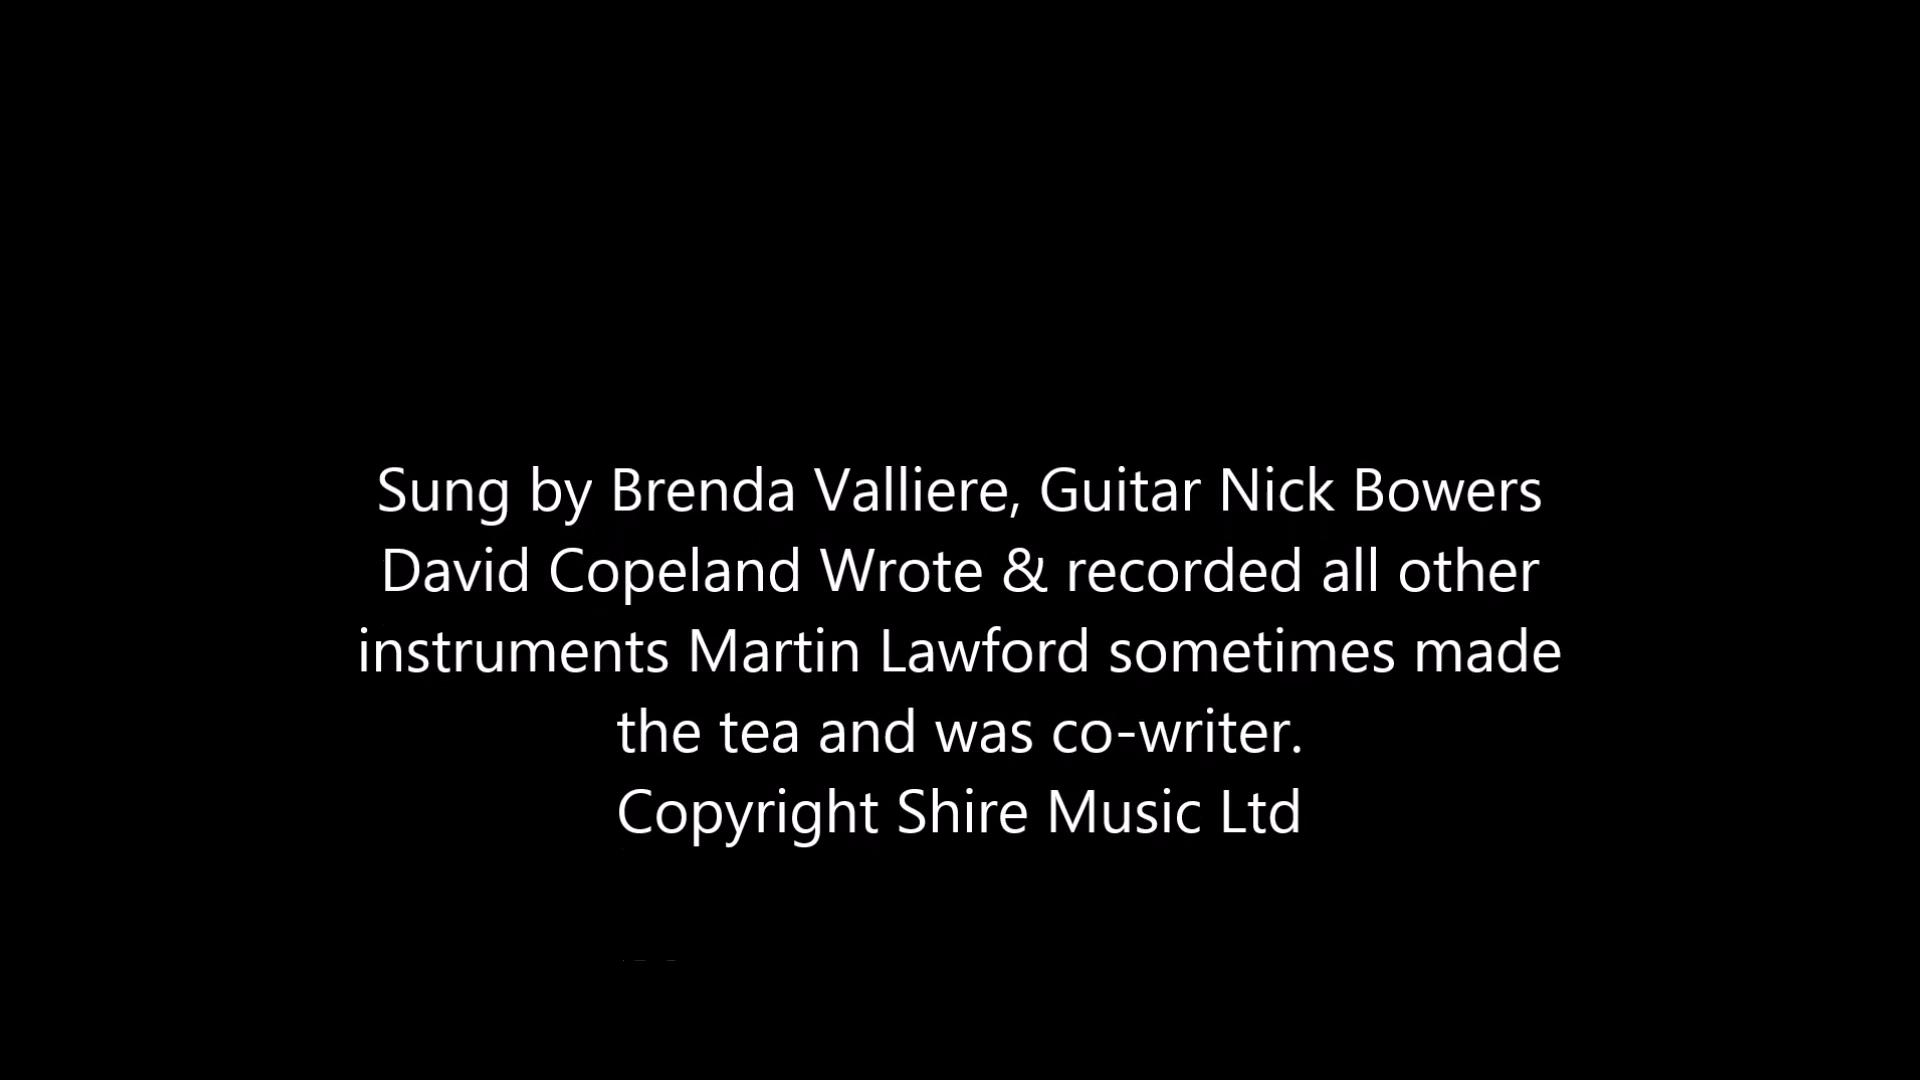 Sung by Brenda Valliere, Guitar Nick Bowers
David Copeland Wrote & recorded all other
instruments Martin Lawford sometimes made
the tea and was co-writer.
Copyright Shire Music Ltd